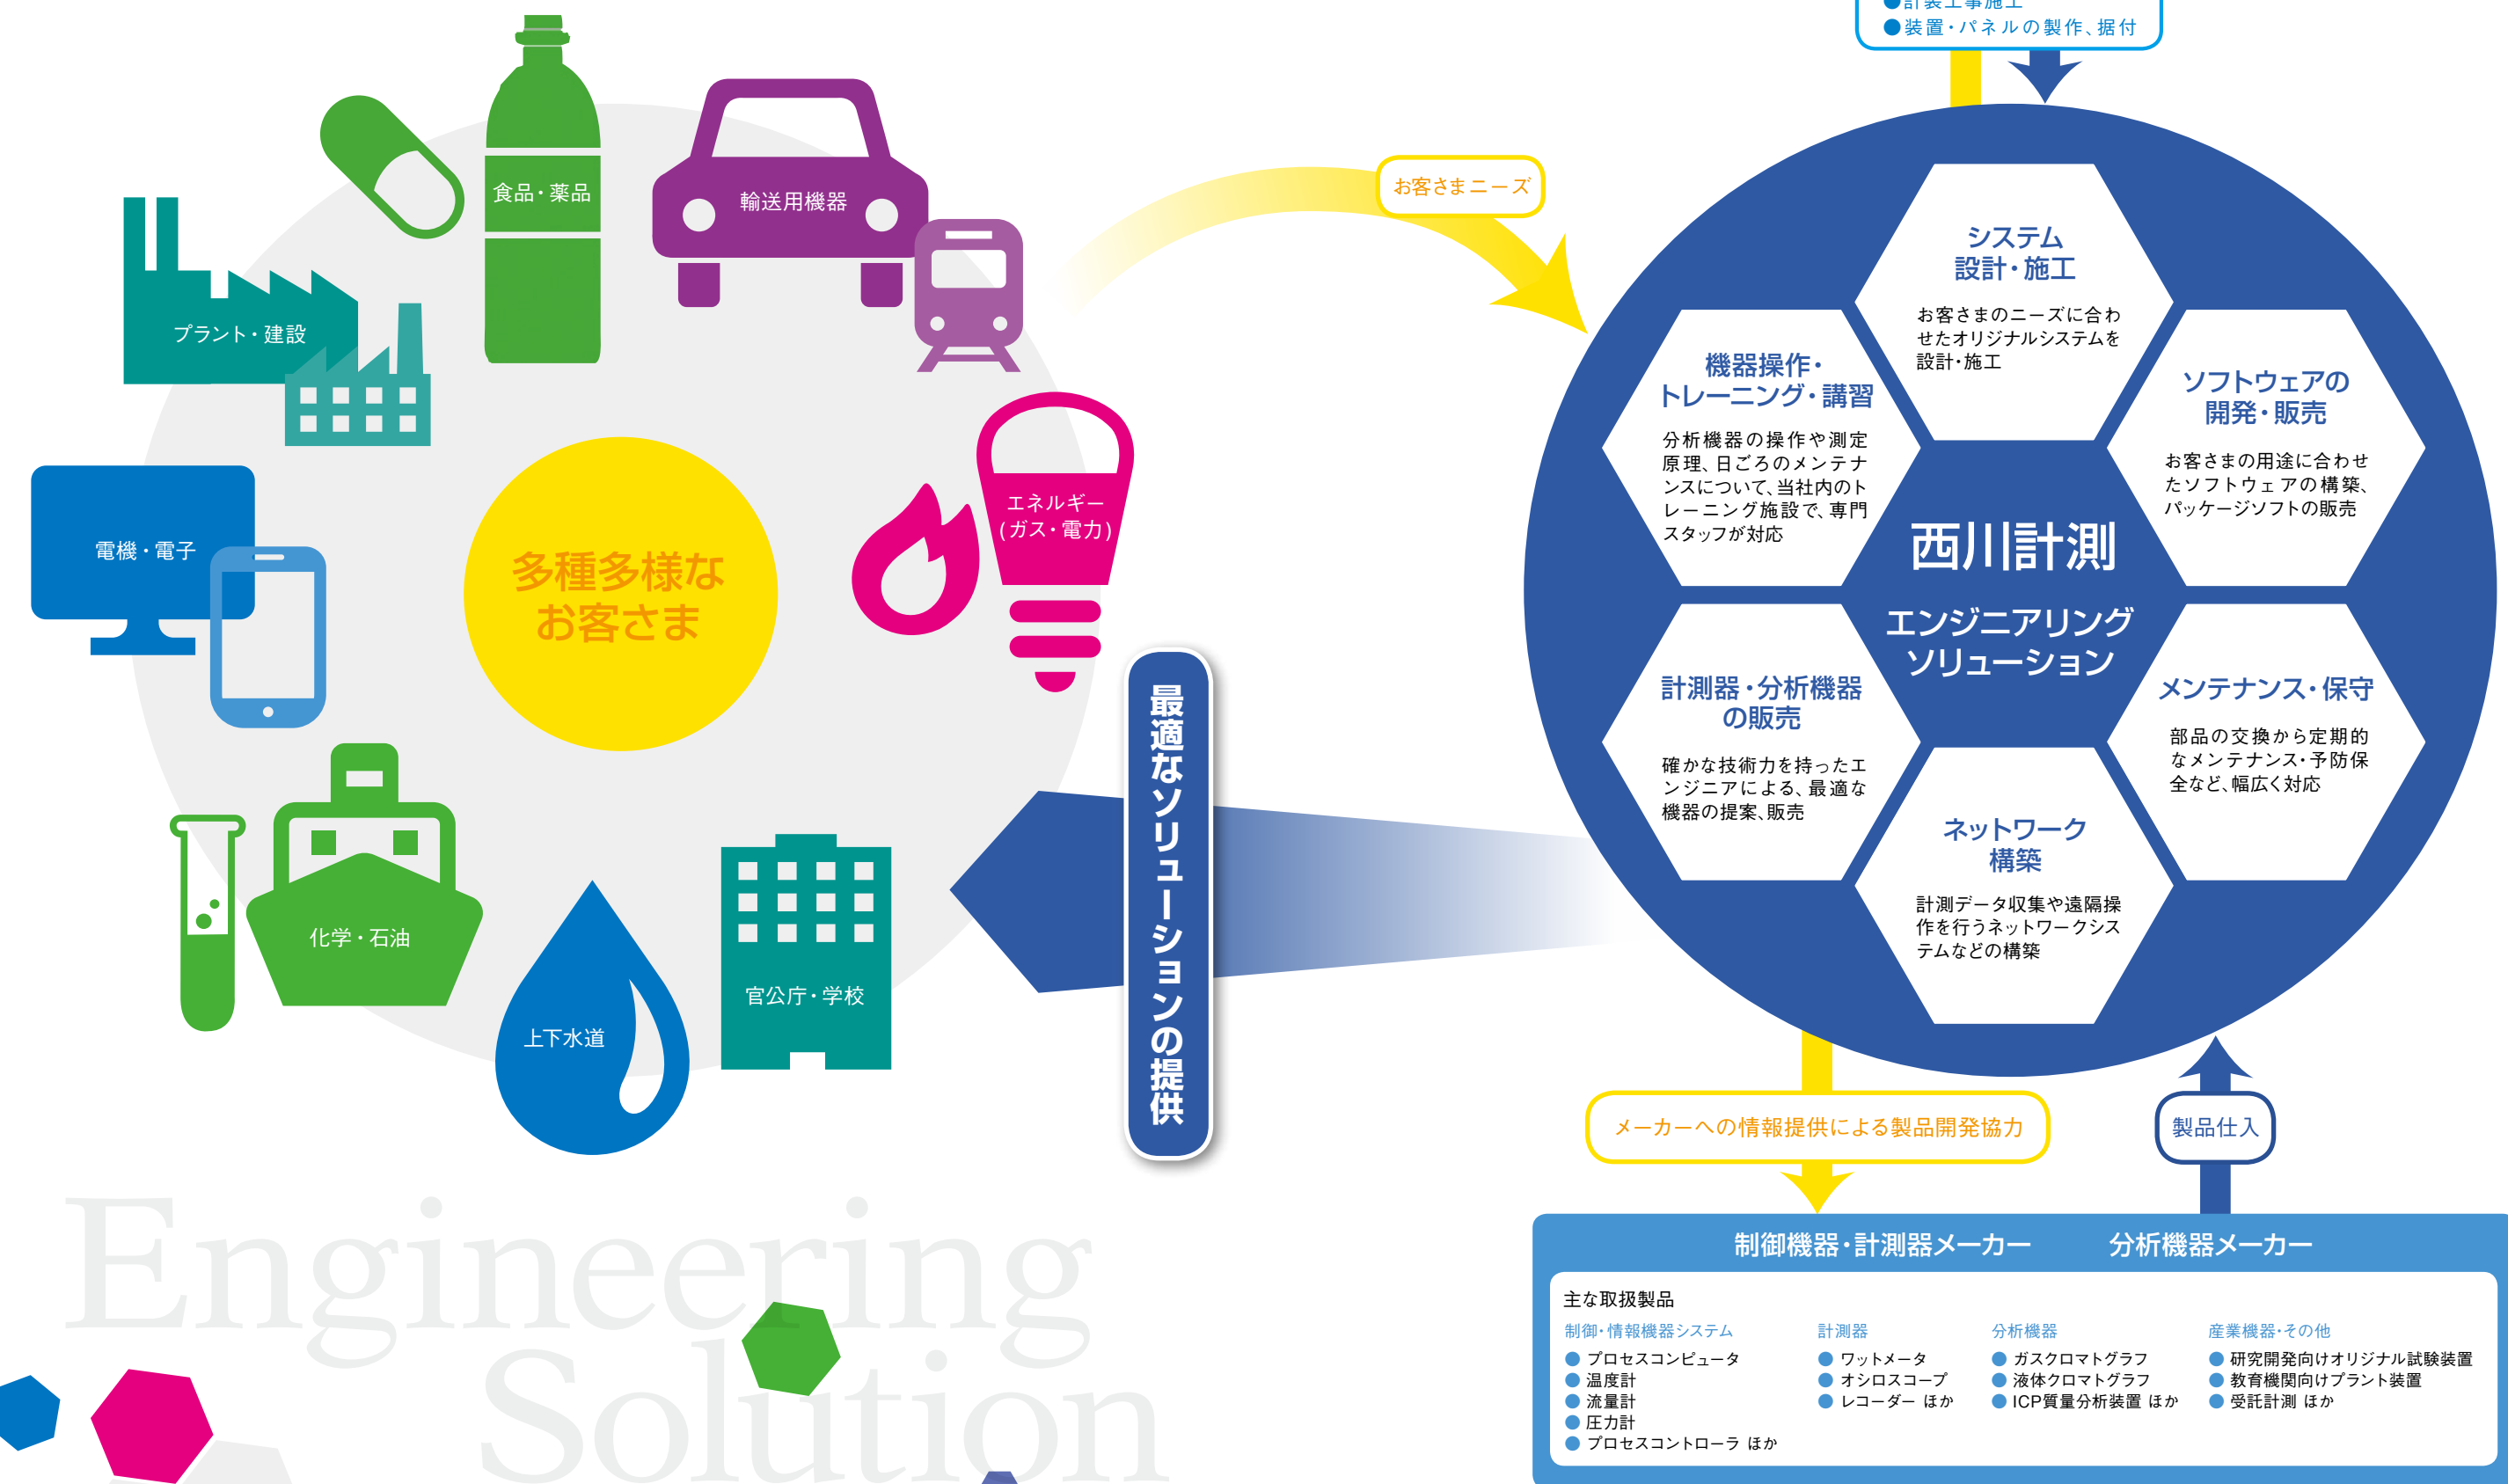 ●計装工事施工
●装置・パネルの製作、据付
食品・薬品
輸送用機器
プラント・建設
電機・電子
エネルギー
(ガス・電力)
多種多様な
お客さま
化学・石油
上下水道
官公庁・学校
お客さまニーズ
最適なソリューションの提供
システム
設計・施工
お客さまのニーズに合わ
せたオリジナルシステムを
設計・施工
機器操作・
トレーニング・講習
分析機器の操作や測定
原理、日ごろのメンテナ
ンスについて、当社内のト
レーニング施設で、専門
スタッフが対応
ソフトウェアの
開発・販売
お客さまの用途に合わせ
たソフトウェアの構築、
パッケージソフトの販売
西川計測
エンジニアリング
ソリューション
計測器・分析機器
の販売
確かな技術力を持ったエ
ンジニアによる、最適な
機器の提案、販売
メンテナンス・保守
部品の交換から定期的
なメンテナンス・予防保
全など、幅広く対応
ネットワーク
構築
計測データ収集や遠隔操
作を行うネットワークシス
テムなどの構築
メーカーへの情報提供による製品開発協力
製品仕入
制御機器・計測器メーカー 分析機器メーカー
主な取扱製品
制御・情報機器システム
●プロセスコンピュータ
●温度計
●流量計
●圧力計
●プロセスコントローラ ほか
計測器
●ワットメータ
●オシロスコープ
●レコーダー ほか
分析機器
●ガスクロマトグラフ
●液体クロマトグラフ
●ICP質量分析装置 ほか
産業機器・その他
●研究開発向けオリジナル試験装置
●教育機関向けプラント装置
●受託計測 ほか
Engineering
Solution